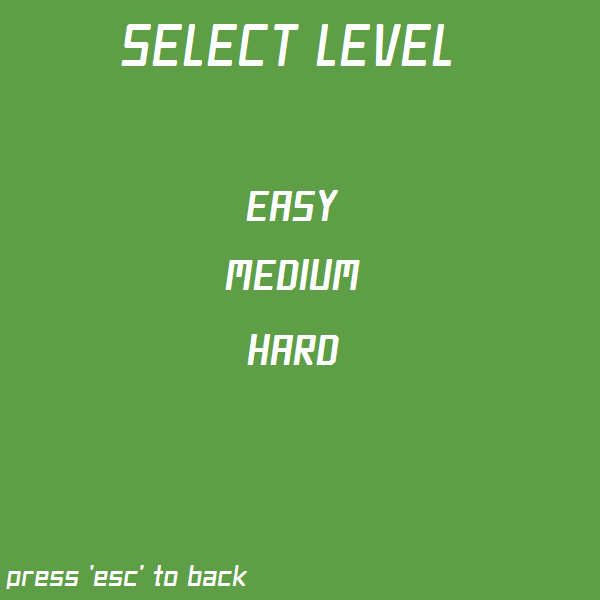 SELECT LEVEL
EASY
MEDIUM
HARD
press 'esc' to back